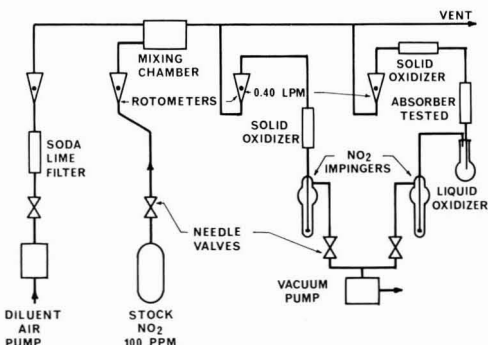 VENT
MIXING
CHAMBER
SOLID
OXIDIZER
ROTOMETERS
0.40 LPM
ABSORBER
TESTED
SOLID
OXIDIZER
SODA
LIME
FILTER
NO2
IMPINGERS
LIQUID
OXIDIZER
NEEDLE
VALVES
VACUUM
PUMP
DILUENT
AIR
PUMP
STOCK
NO2
100 PPM